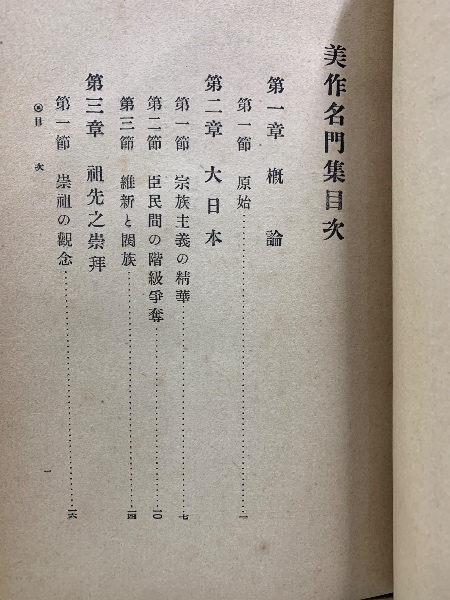 美作名門集目次
第一章 概論
第一節 原始……………………一
第二章 大日本
第一節 宗族主義の精華……………………七
第二節 臣民間の階級爭奪……………………一〇
第三節 維新と閥族……………………一四
第三章 祖先之崇拜
第一節 崇祖の觀念……………………一六
◉目次
一